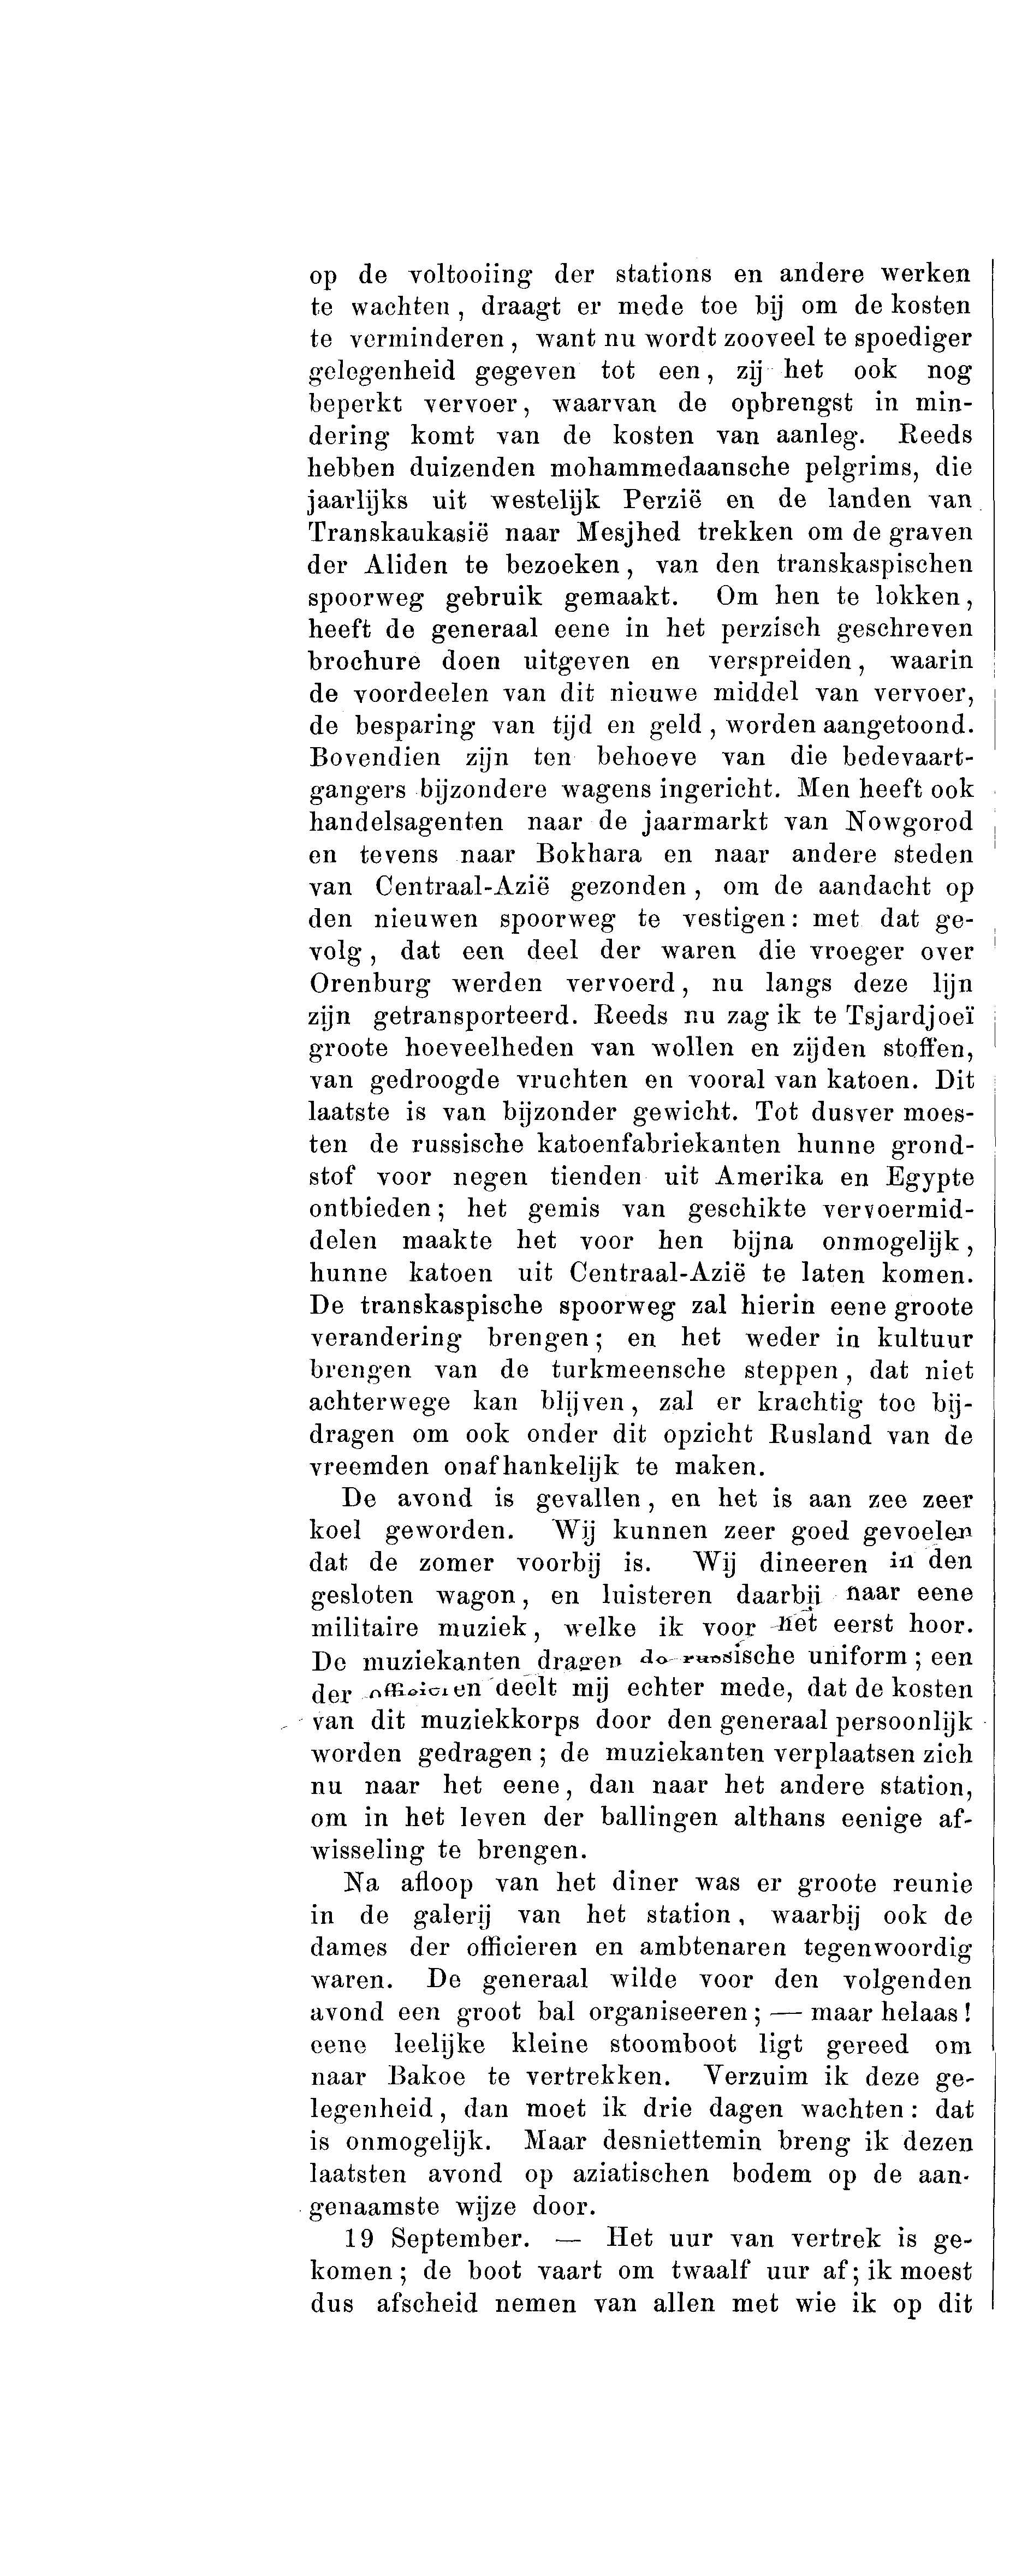 op de voltooiing der stations en andere werken
te wachten, draagt er mede toe bij om de kosten
te verminderen, want nu wordt zooveel te spoediger
gelegenheid gegeven tot een, zij het ook nog
beperkt vervoer, waarvan de opbrengst in min-
dering komt van de kosten van aanleg. Reeds
hebben duizenden mohammedaansche pelgrims, die
jaarlijks uit westelijk Perzië en de landen van
Transkaukasië naar Mesjhed trekken om de graven
der Aliden te bezoeken, van den transkaspischen
spoorweg gebruik gemaakt. Om hen te lokken,
heeft de generaal eene in het perzisch geschreven
brochure doen uitgeven en verspreiden, waarin
de voordeelen van dit nieuwe middel van vervoer,
de besparing van tijd en geld, worden aangetoond.
Bovendien zijn ten behoeve van die bedevaart-
gangers bijzondere wagens ingericht. Men heeft ook
handelsagenten naar de jaarmarkt van Nowgorod
en tevens naar Bokhara en naar andere steden
van Centraal-Azië gezonden, om de aandacht op
den nieuwen spoorweg te vestigen: met dat ge-
volg, dat een deel der waren die vroeger over
Orenburg werden vervoerd, nu langs deze lijn
zijn getransporteerd. Reeds nu zag ik te Tsjardjoeï
groote hoeveelheden van wollen en zijden stoffen,
van gedroogde vruchten en vooral van katoen. Dit
laatste is van bijzonder gewicht. Tot dusver moes-
ten de russische katoenfabriekanten hunne grond-
stof voor negen tienden uit Amerika en Egypte
ontbieden; het gemis van geschikte vervoermid-
delen maakte het voor hen bijna onmogelijk,
hunne katoen uit Centraal-Azië te laten komen.
De transkaspische spoorweg zal hierin eene groote
verandering brengen; en het weder in kultuur
brengen van de turkmeensche steppen, dat niet
achterwege kan blijven, zal er krachtig toe bij-
dragen om ook onder dit opzicht Rusland van de
vreemden onafhankelijk te maken.
De avond is gevallen, en het is aan zee zeer
koel geworden. Wij kunnen zeer goed gevoelen
dat de zomer voorbij is. Wij dineeren in den
gesloten wagon, en luisteren daarbij naar eene
militaire muziek, welke ik voor het eerst hoor.
De muziekanten dragen de russische uniform; een
der officieren deelt mij echter mede, dat de kosten
van dit muziekkorps door den generaal persoonlijk
worden gedragen; de muziekanten verplaatsen zich
nu naar het eene, dan naar het andere station,
om in het leven der ballingen althans eenige af-
wisseling te brengen.
Na afloop van het diner was er groote reunie
in de galerij van het station, waarbij ook de
dames der officieren en ambtenaren tegenwoordig
waren. De generaal wilde voor den volgenden
avond een groot bal organiseeren; — maar helaas!
eene leelijke kleine stoomboot ligt gereed om
naar Bakoe te vertrekken. Verzuim ik deze ge-
legenheid, dan moet ik drie dagen wachten: dat
is onmogelijk. Maar desniettemin breng ik dezen
laatsten avond op aziatischen bodem op de aan-
genaamste wijze door.
19 September. — Het uur van vertrek is ge-
komen; de boot vaart om twaalf uur af; ik moest
dus afscheid nemen van allen met wie ik op dit